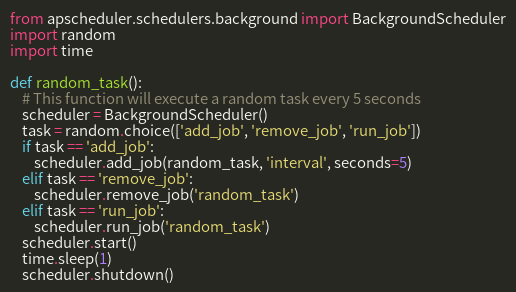 from apscheduler.schedulers.background import BackgroundScheduler
import random
import time

def random_task():
    # This function will execute a random task every 5 seconds
    scheduler = BackgroundScheduler()
    task = random.choice(['add_job', 'remove_job', 'run_job'])
    if task == 'add_job':
        scheduler.add_job(random_task, 'interval', seconds=5)
    elif task == 'remove_job':
        scheduler.remove_job('random_task')
    elif task == 'run_job':
        scheduler.run_job('random_task')
    scheduler.start()
    time.sleep(1)
    scheduler.shutdown()